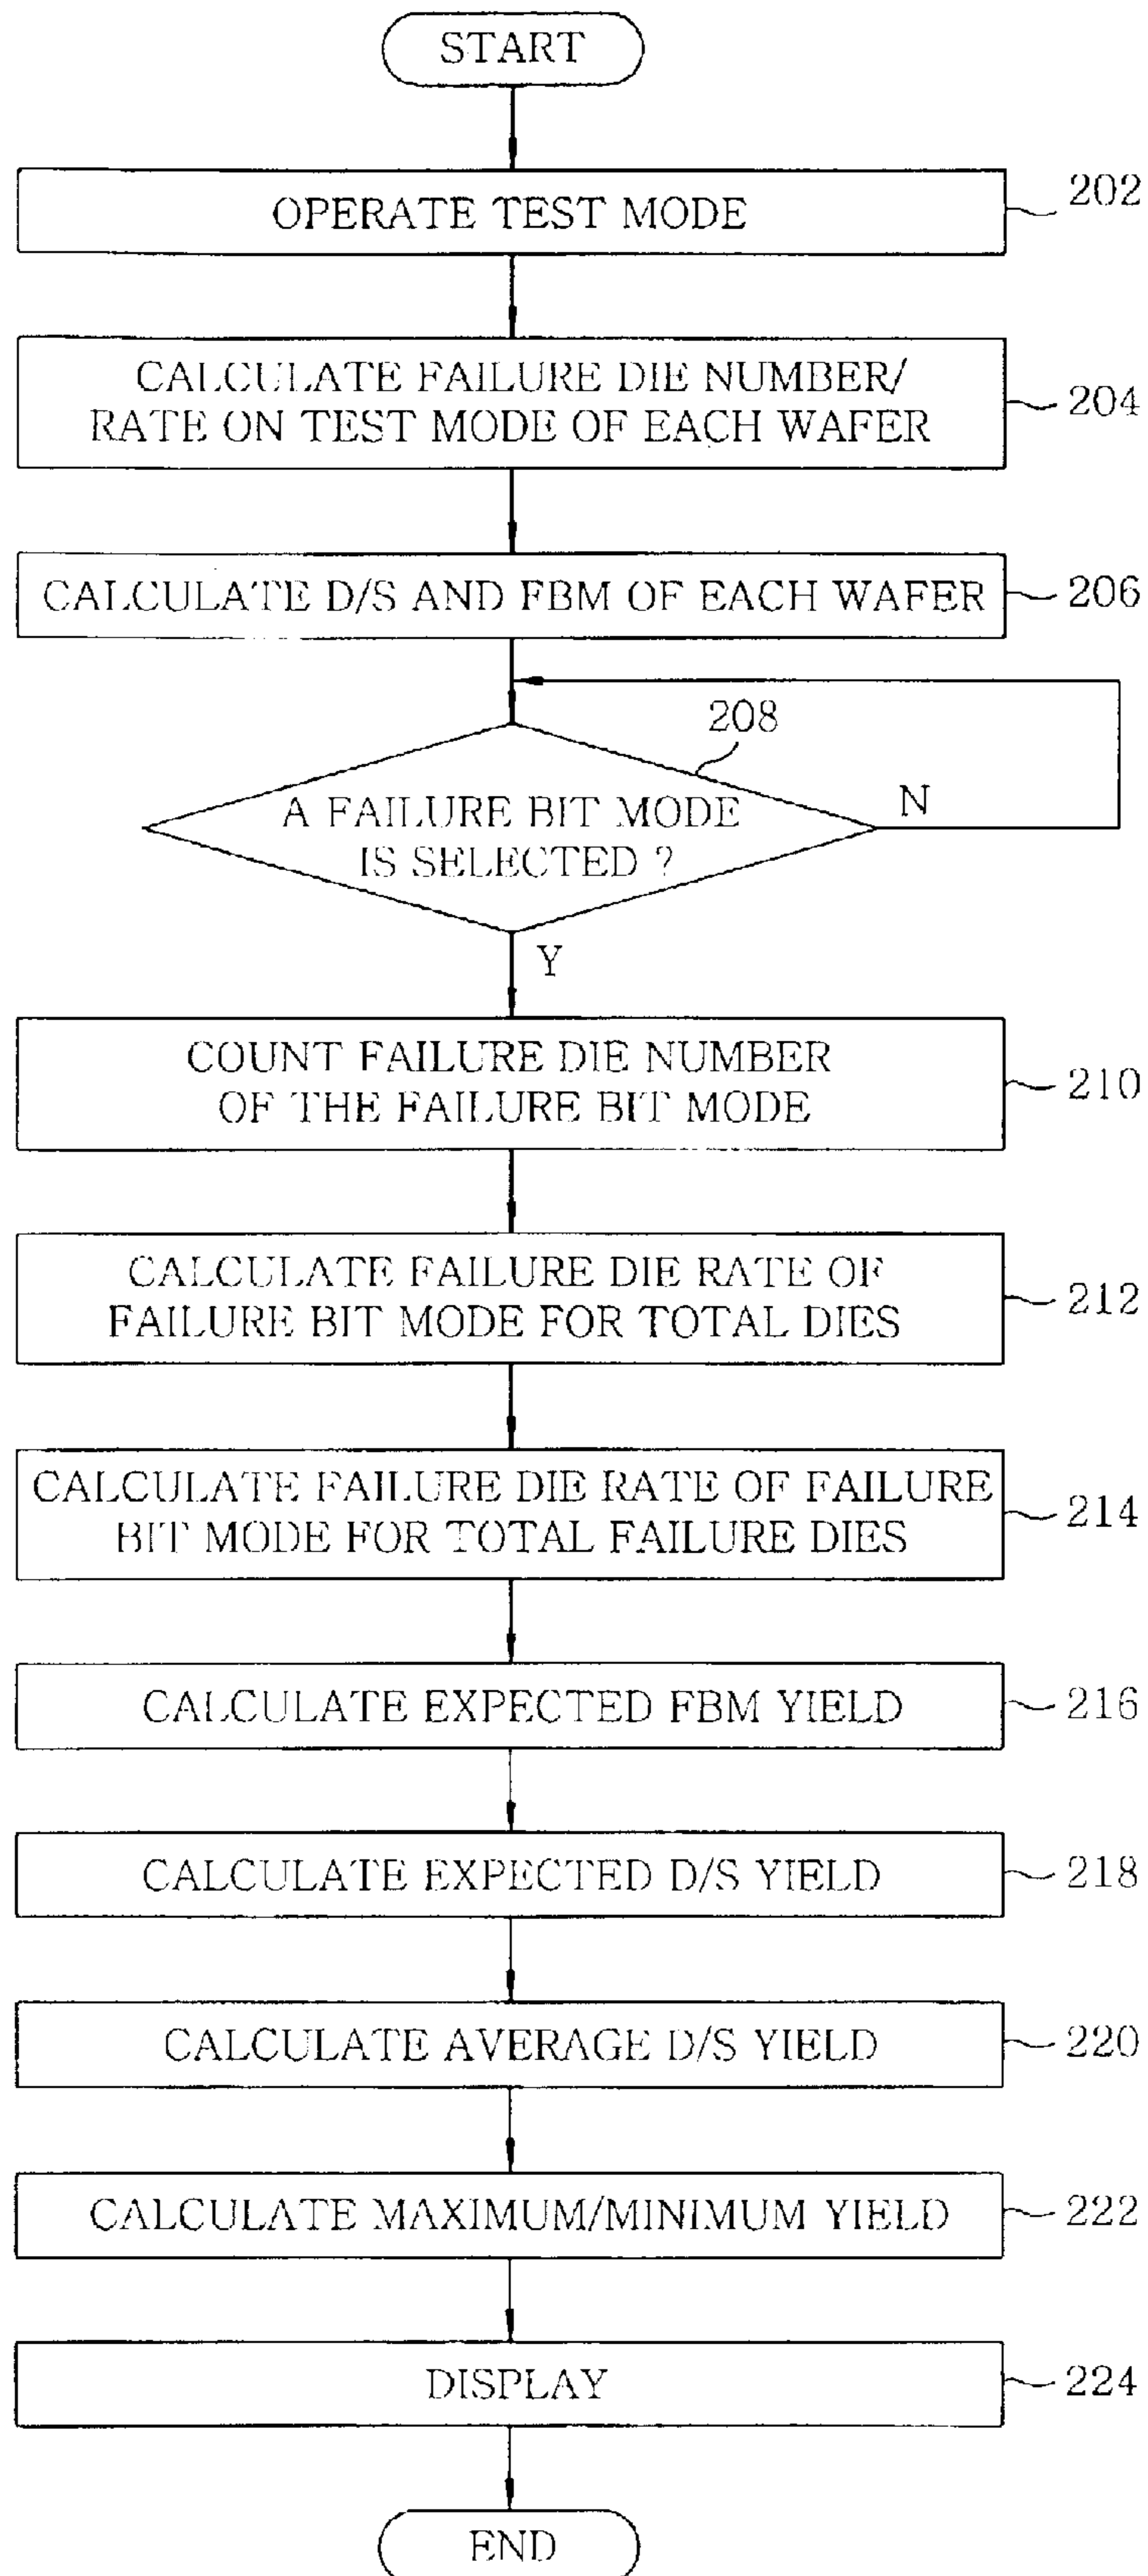 START
OPERATE TEST MODE
202
CALCULATE FAILURE DIE NUMBER/
RATE ON TEST MODE OF EACH WAFER
204
CALCULATE D/S AND FBM OF EACH WAFER
206
208
A FAILURE BIT MODE
IS SELECTED ?
N
Y
COUNT FAILURE DIE NUMBER
OF THE FAILURE BIT MODE
210
CALCULATE FAILURE DIE RATE OF
FAILURE BIT MODE FOR TOTAL DIES
212
CALCULATE FAILURE DIE RATE OF FAILURE
BIT MODE FOR TOTAL FAILURE DIES
214
CALCULATE EXPECTED FBM YIELD
216
CALCULATE EXPECTED D/S YIELD
218
CALCULATE AVERAGE D/S YIELD
220
CALCULATE MAXIMUM/MINIMUM YIELD
222
DISPLAY
224
END